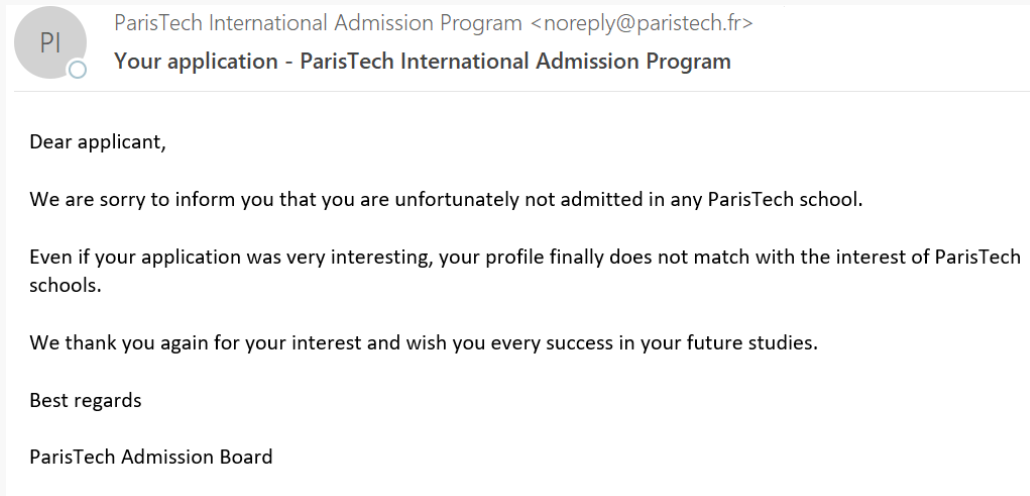 PI
ParisTech International Admission Program <noreply@paristech.fr>
Your application - ParisTech International Admission Program
Dear applicant,
We are sorry to inform you that you are unfortunately not admitted in any ParisTech school.
Even if your application was very interesting, your profile finally does not match with the interest of ParisTech
schools.
We thank you again for your interest and wish you every success in your future studies.
Best regards
ParisTech Admission Board